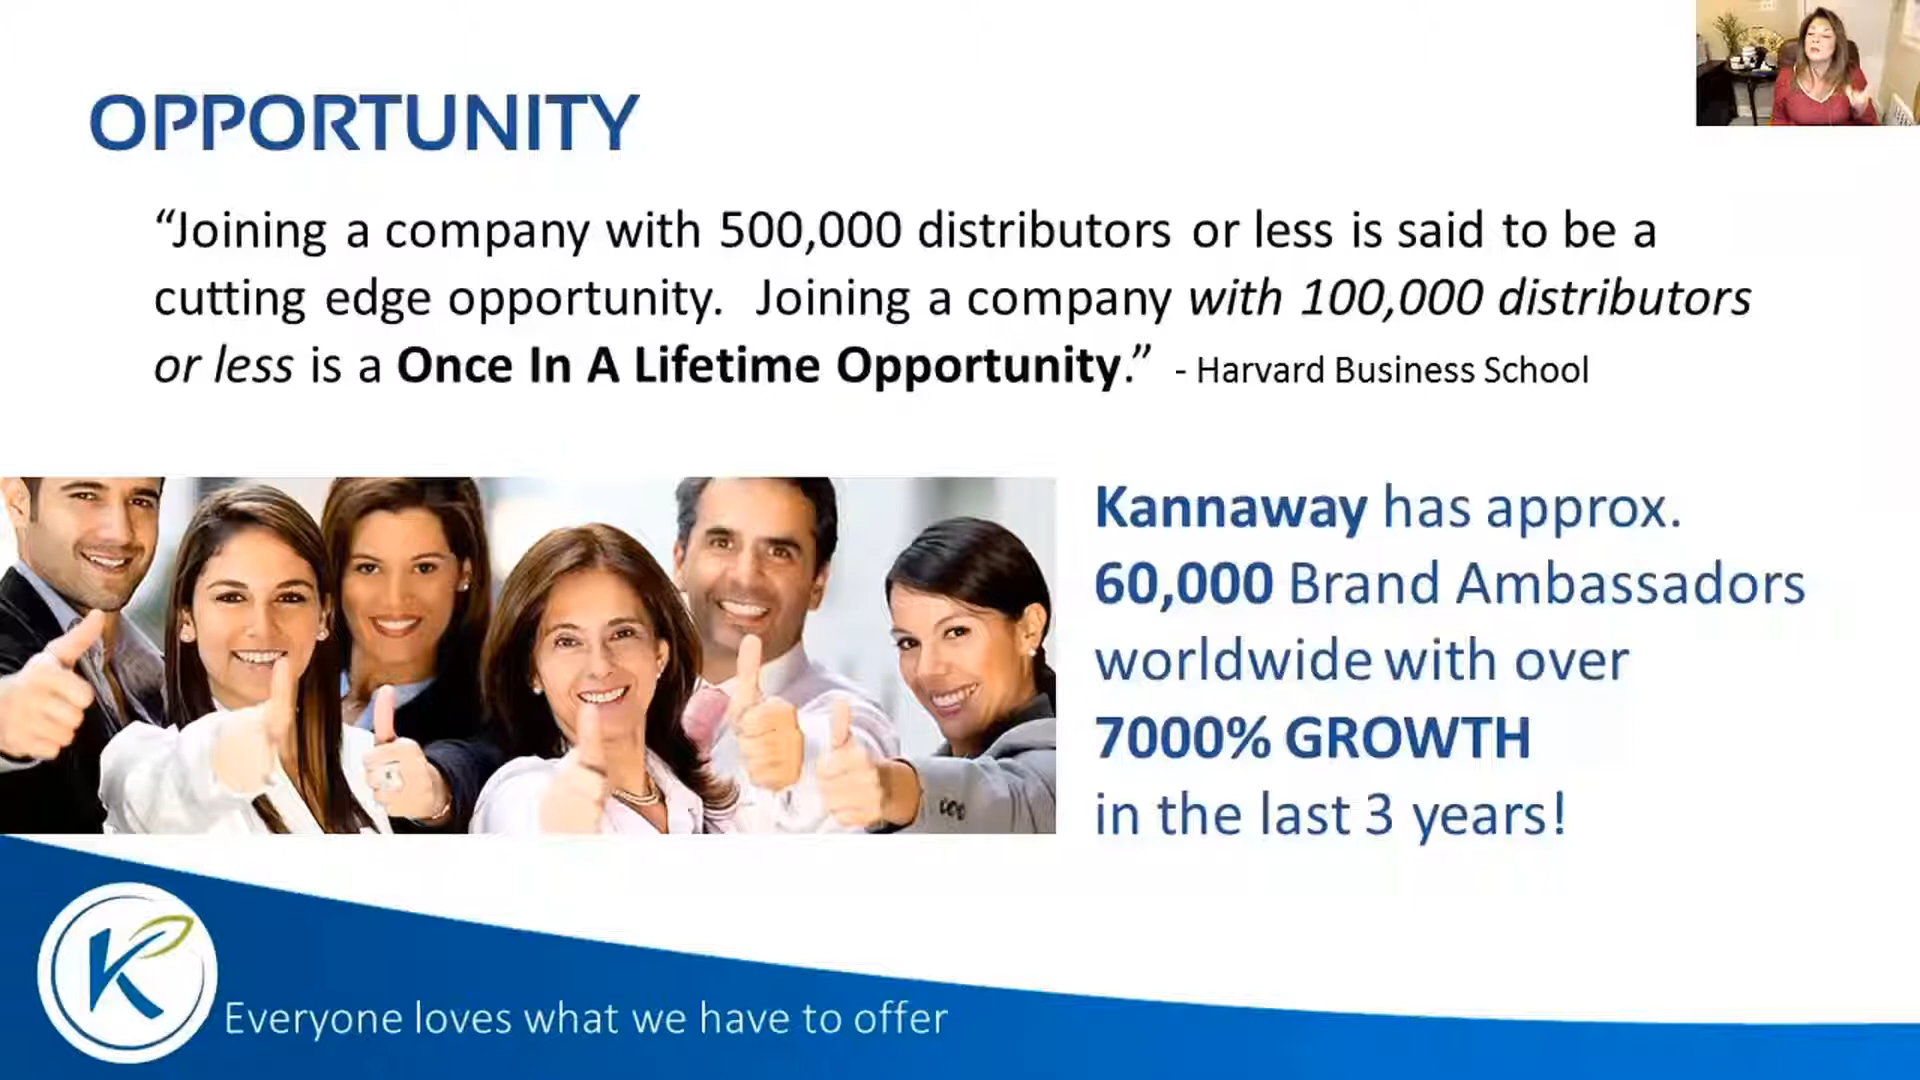 OPPORTUNITY
“Joining a company with 500,000 distributors or less is said to be a
cutting edge opportunity. Joining a company with 100,000 distributors
or less is a Once In A Lifetime Opportunity.” - Harvard Business School
Kannaway has approx.
60,000 Brand Ambassadors
worldwide with over
7000% GROWTH
in the last 3 years!
K
Everyone loves what we have to offer